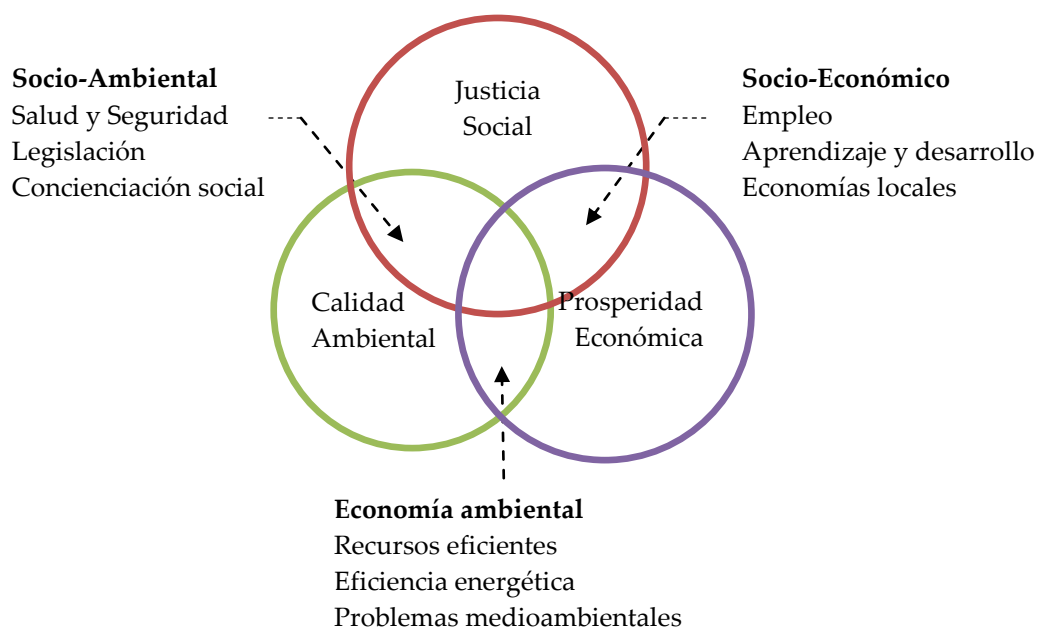 Socio-Ambiental
Salud y Seguridad
Legislación
Concienciación social
Justicia
Social
Socio-Económico
Empleo
Aprendizaje y desarrollo
Economías locales
Calidad
Ambiental
Prosperidad
Económica
Economía ambiental
Recursos eficientes
Eficiencia energética
Problemas medioambientales